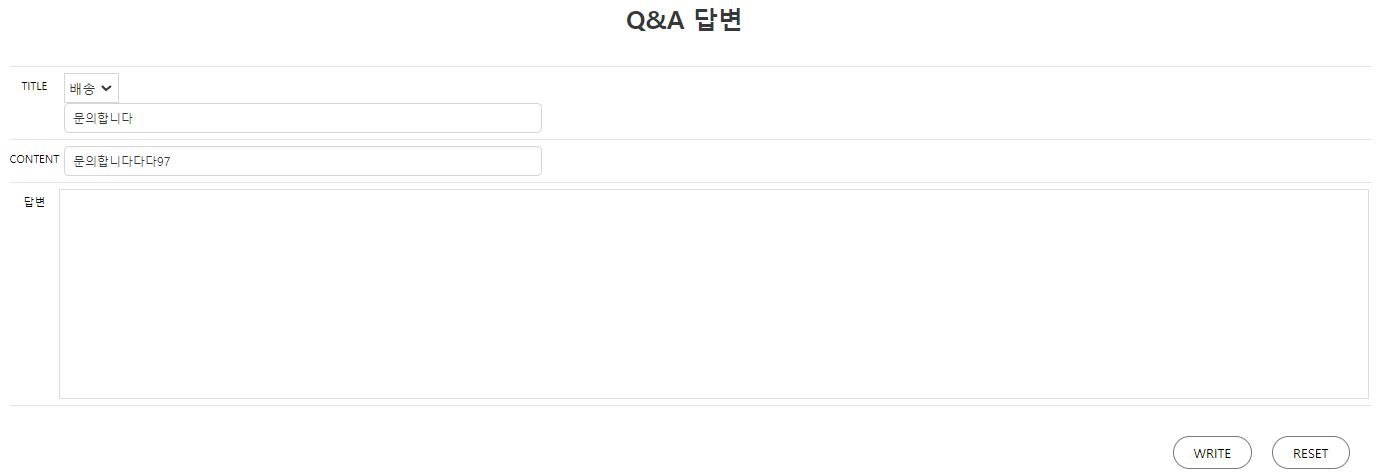 Q&A 답변
TITLE
배송
문의합니다
CONTENT
문의합니다다다97
답변
WRITE
RESET